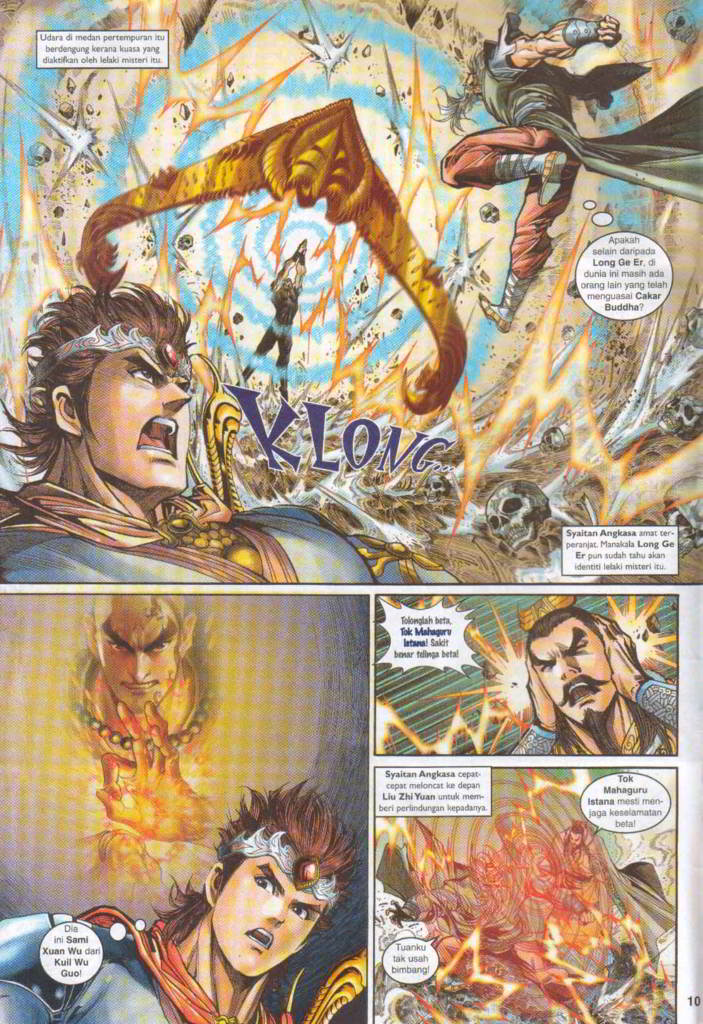 Udara di medan pertempuran itu
berdengung kerana kuasa yang
diaktifkan oleh lelaki misteri itu.
Apakah
selain daripada
Long Ge Er, di
dunia ini masih ada
orang lain yang telah
menguasai Cakar
Buddha?
KLONG...
Syaitan Angkasa amat ter-
peranjat. Manakala Long Ge
Er pun sudah tahu akan
identiti lelaki misteri itu.
Dia
ini Sami
Xuan Wu dari
Kuil Wu
Guo!
Tolonglah beta,
Tok Mahaguru
Istana! Sakit
benar telinga beta!
Syaitan Angkasa cepat-
cepat meloncat ke depan
Liu Zhi Yuan untuk mem-
beri perlindungan kepadanya.
Tok
Mahaguru
Istana mesti men-
jaga keselamatan
beta!
Tuanku
tak usah
bimbang!
10